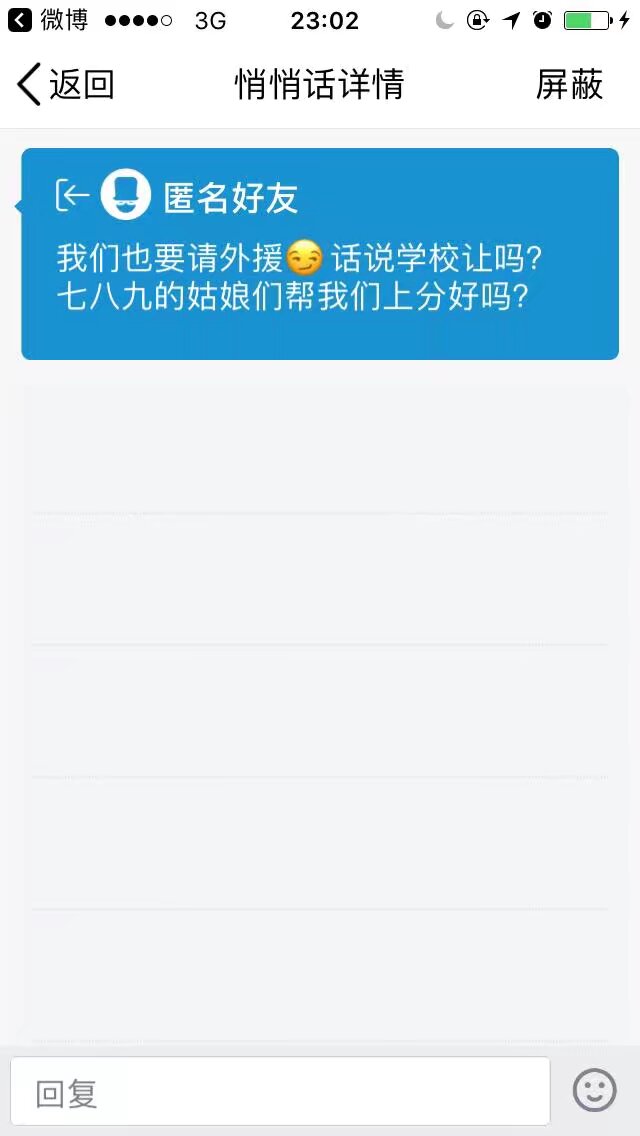 微博 3G 23:02
返回 悄悄话详情 屏蔽
匿名好友
我们也要请外援😏话说学校让吗?
七八九的姑娘们帮我们上分好吗?
回复